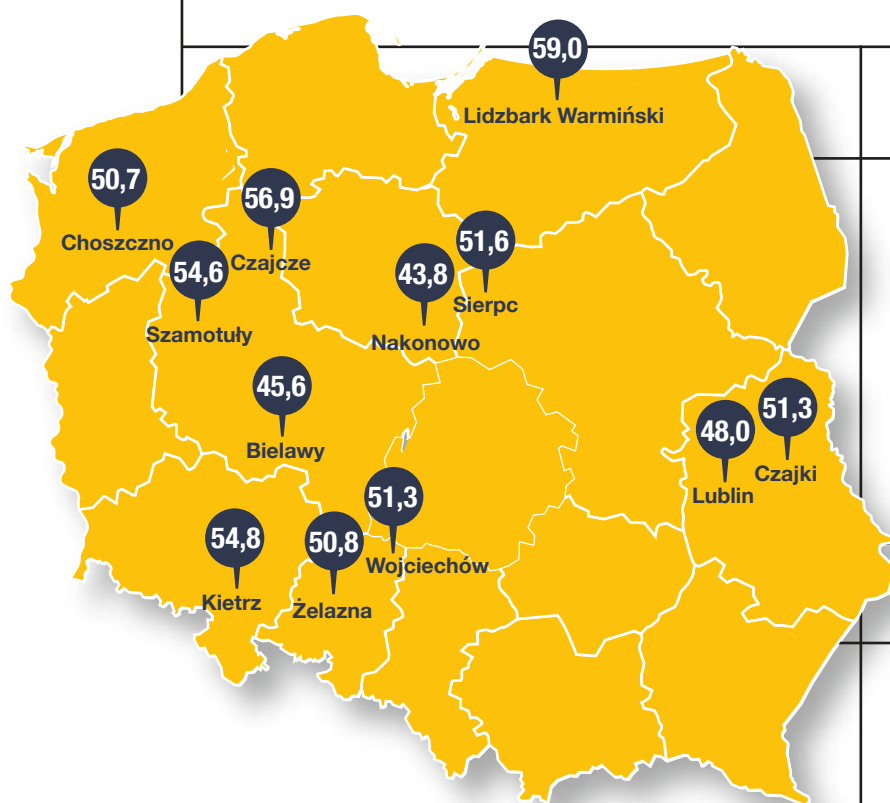 59,0
Lidzbark Warmiński
50,7
Choszczno
56,9
Czajcze
51,6
Sierpc
54,6
Szamotuły
43,8
Nakonowo
45,6
Bielawy
51,3
Czajki
48,0
Lublin
51,3
Wojciechów
54,8
Kietrz
50,8
Żelazna